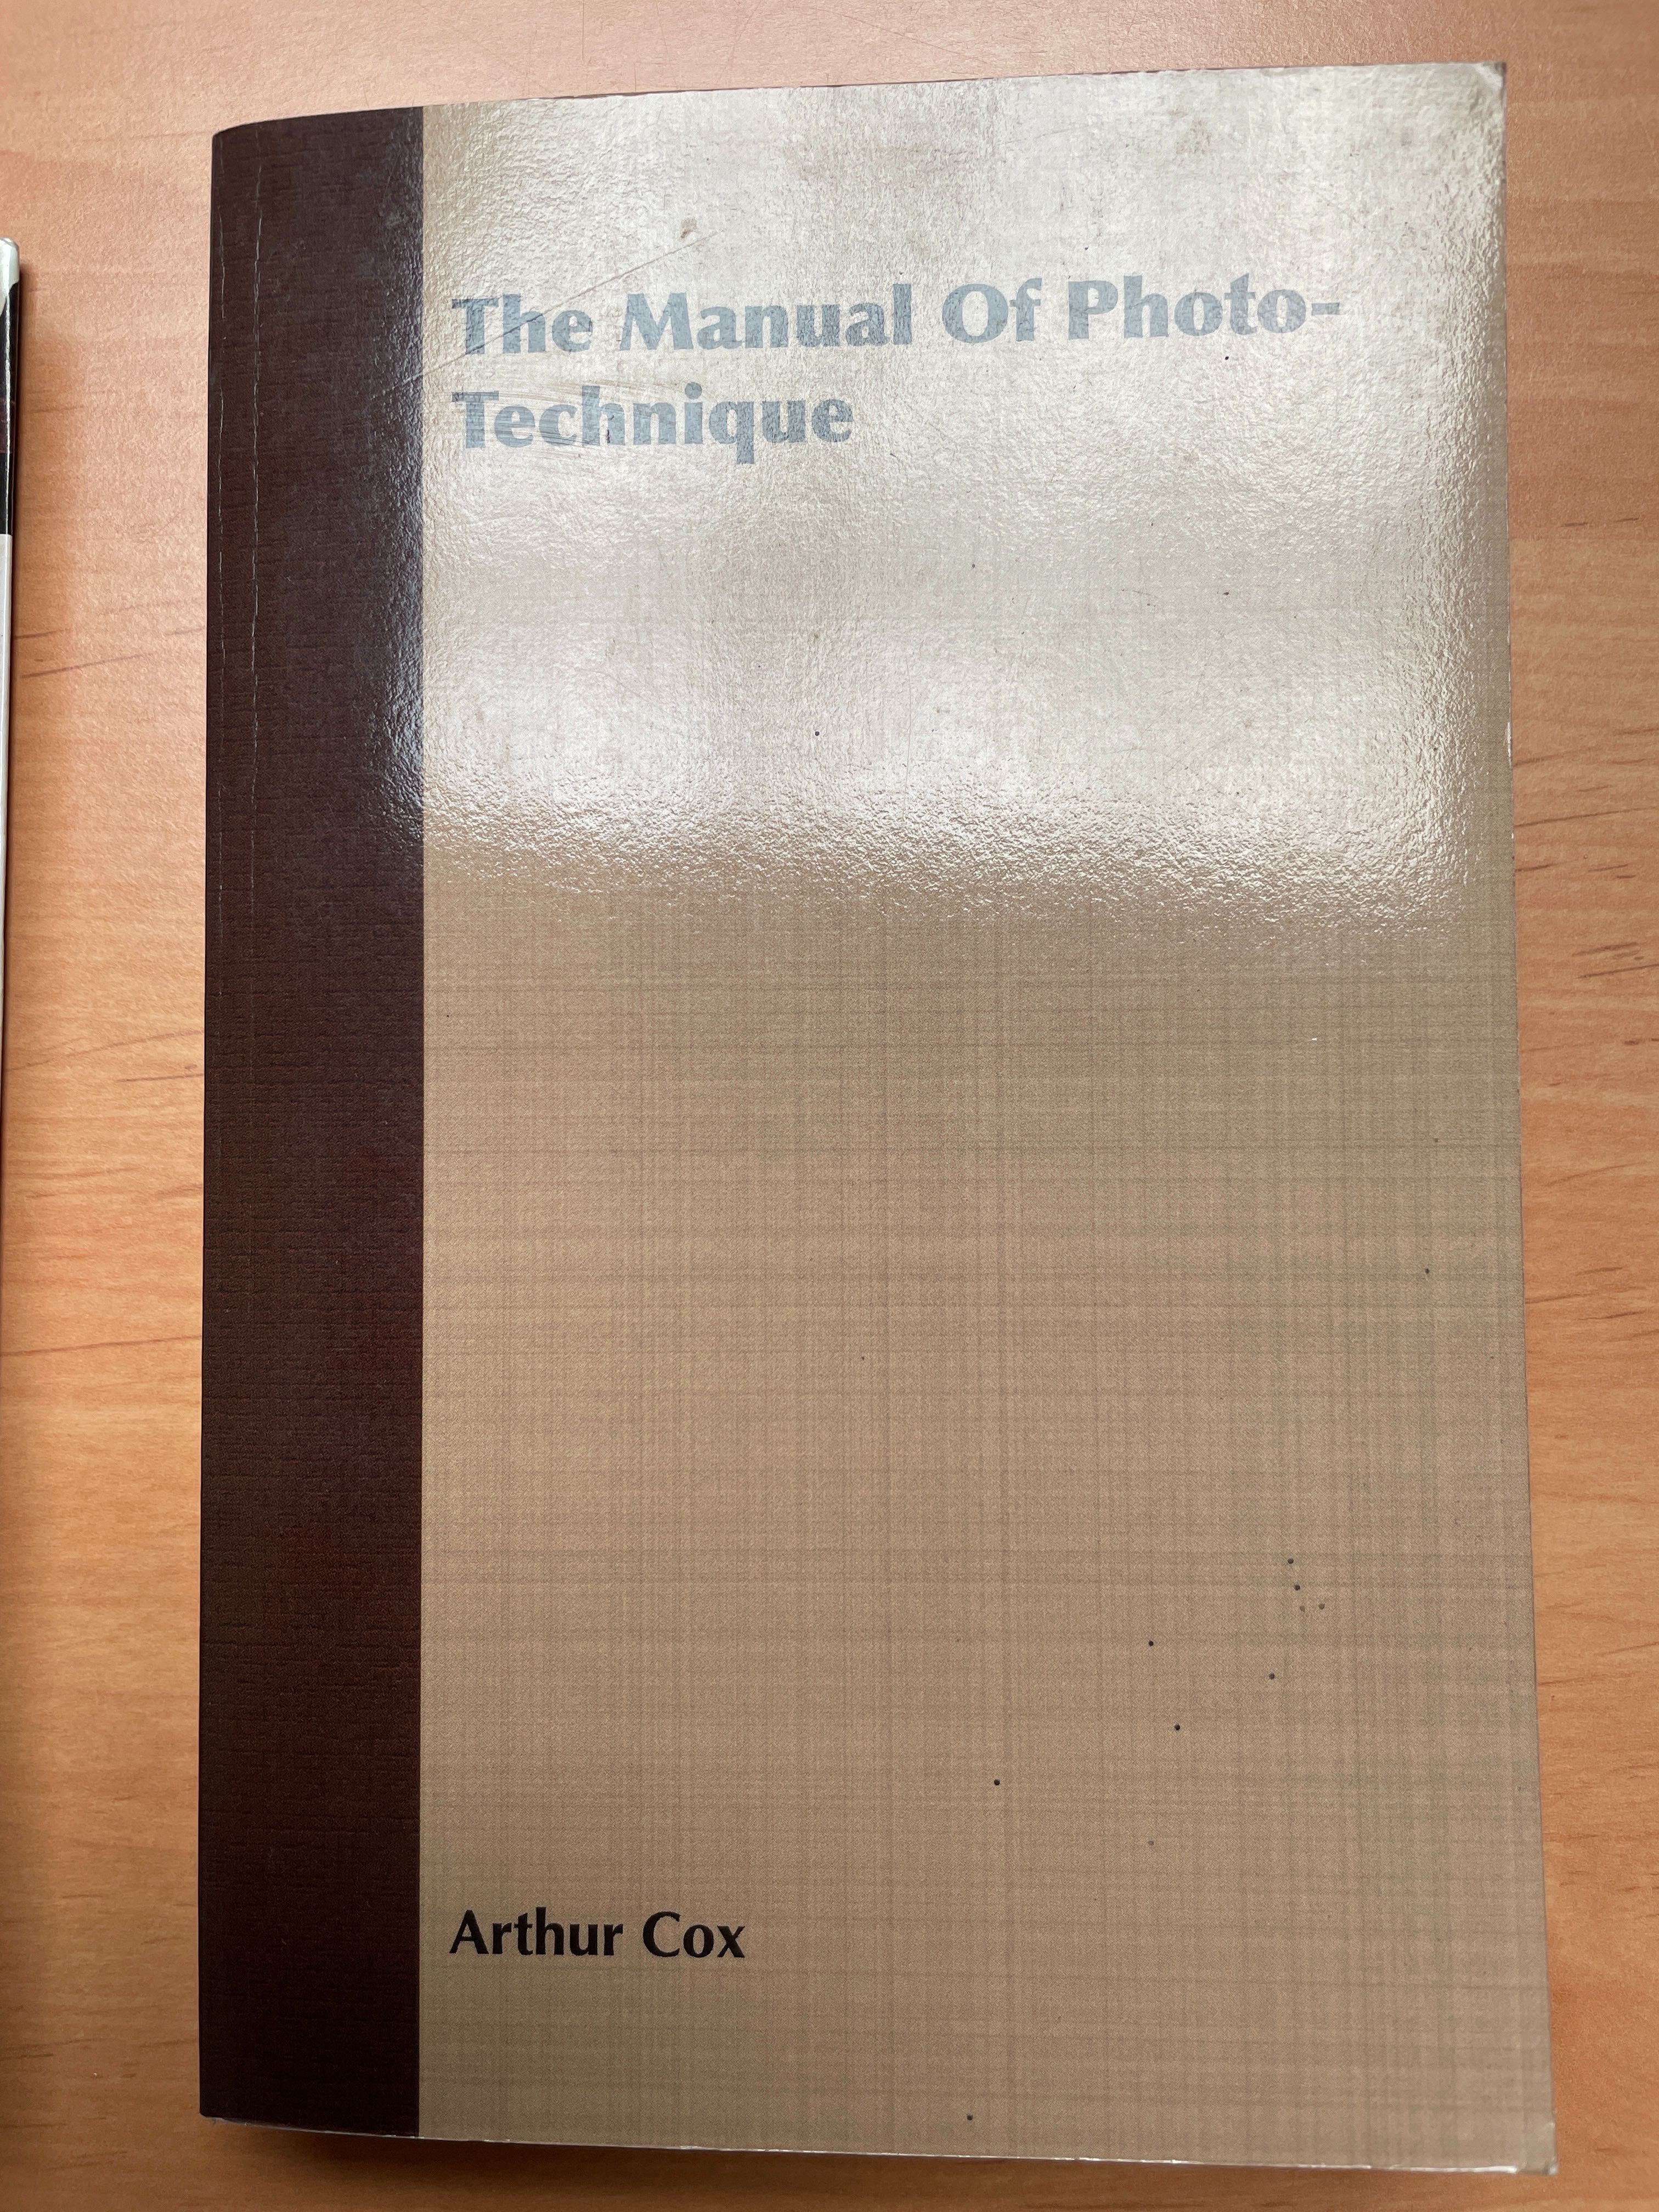 The Manual Of Photo-
Technique
Arthur Cox